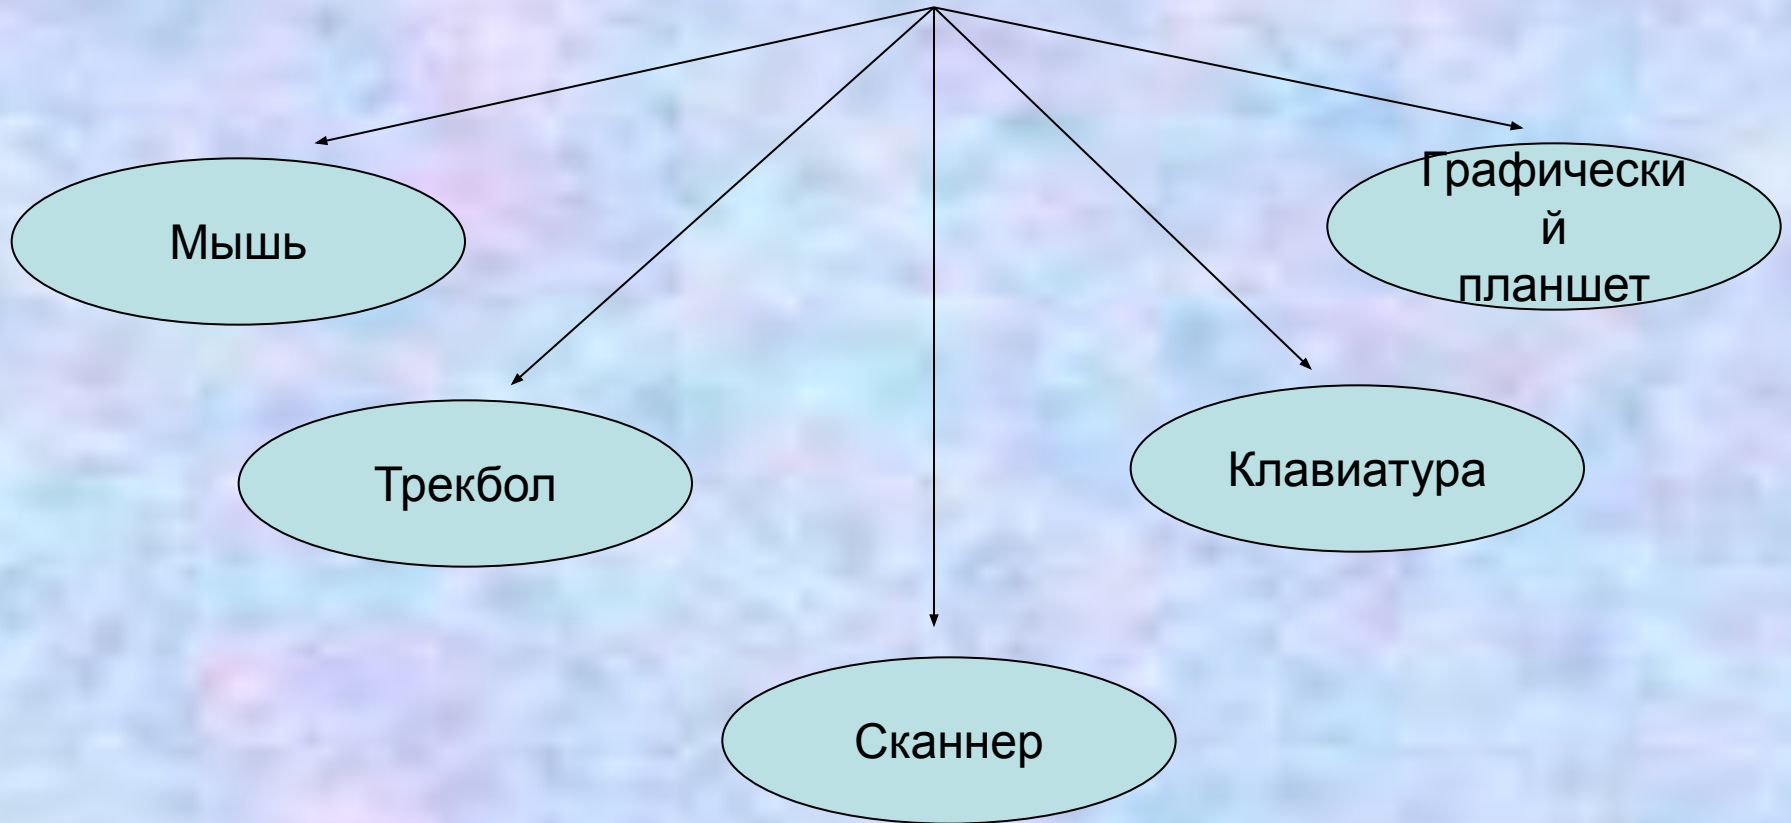 Мышь
Графически
й
планшет
Трекбол
Клавиатура
Сканнер